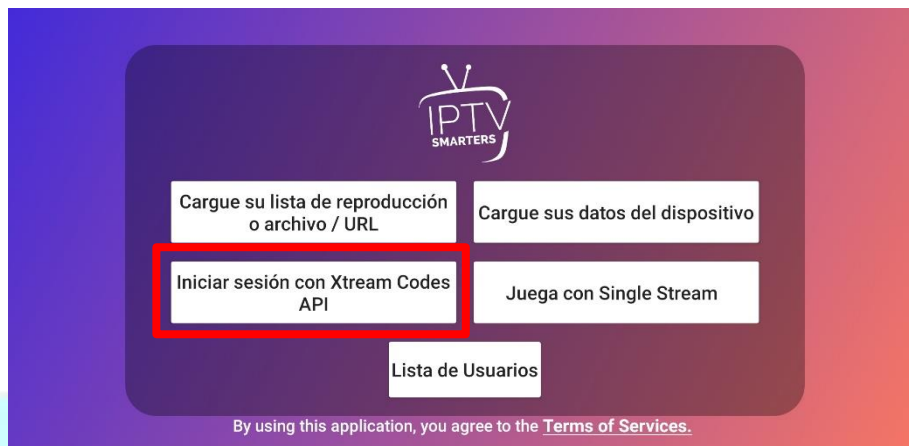 IPTV
SMARTERS
Cargue su lista de reproducción
o archivo / URL
Cargue sus datos del dispositivo
Iniciar sesión con Xtream Codes
API
Juega con Single Stream
Lista de Usuarios
By using this application, you agree to the Terms of Services.